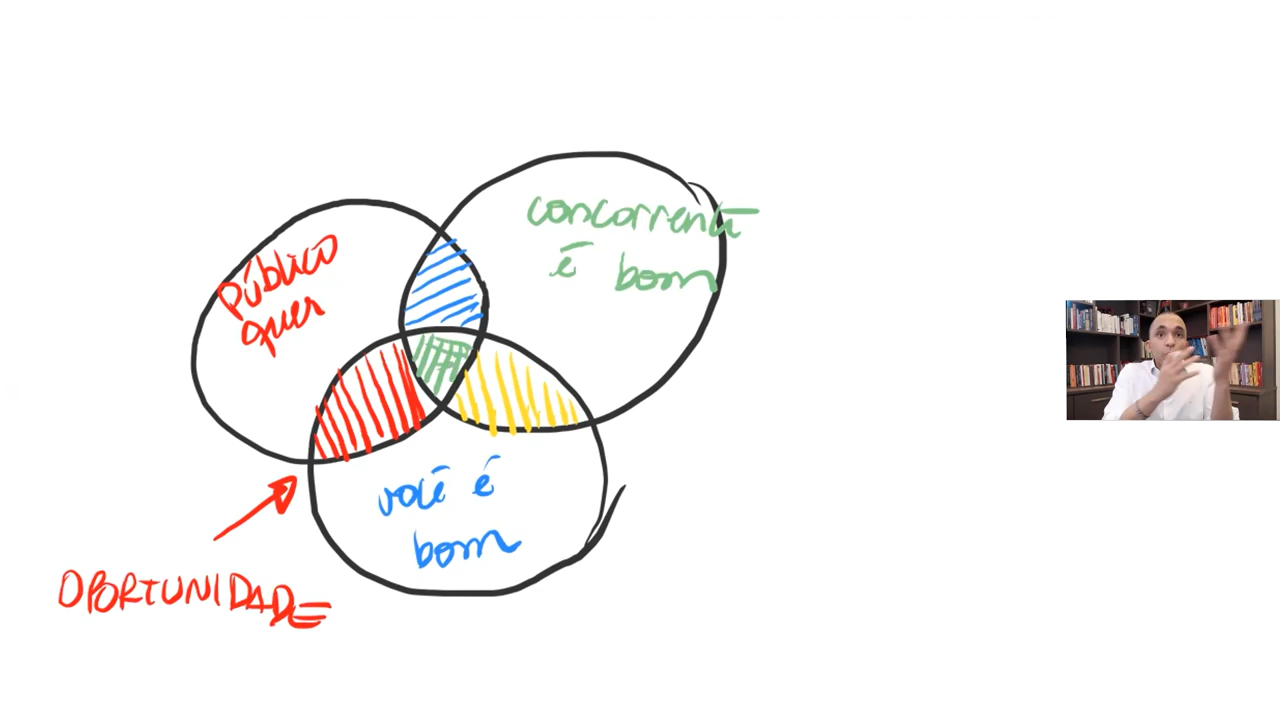 concorrente
é bom
público
quer
você é
bom
OPORTUNIDADE